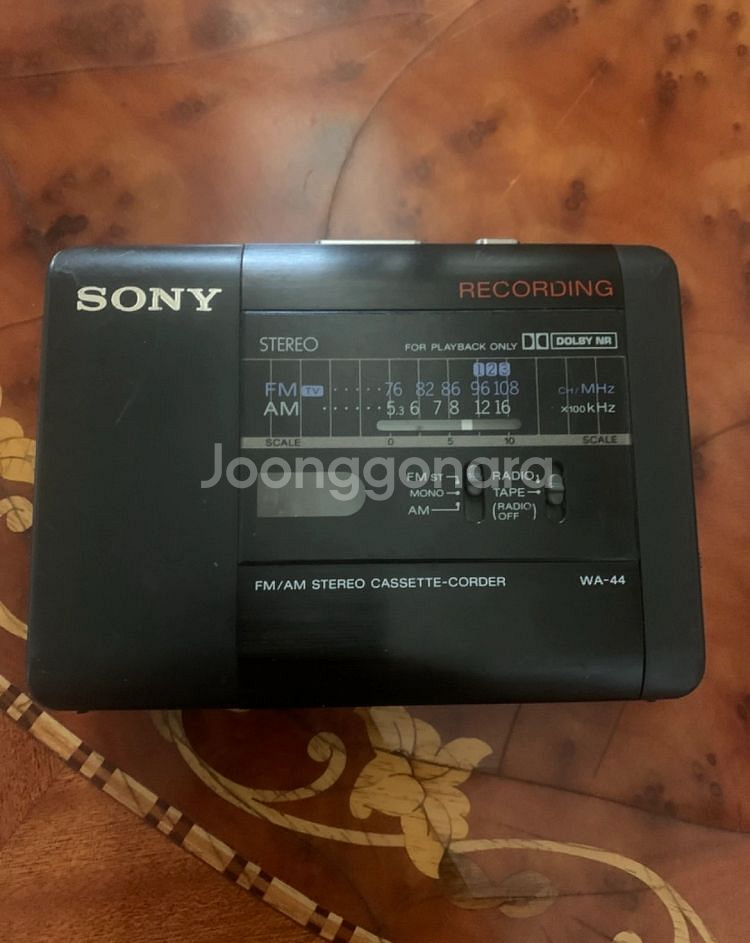 SONY
RECORDING
STEREO
FOR PLAYBACK ONLY DOLBY NR
1 2 3
FM TV 76 82 86 96 108 CH/MHz
AM 5.3 6 7 8 12 16 x100kHz
SCALE 0 5 10 SCALE
Joonggonara
FM ST RADIO
MONO TAPE
AM (RADIO OFF)
FM/AM STEREO CASSETTE-CORDER WA-44